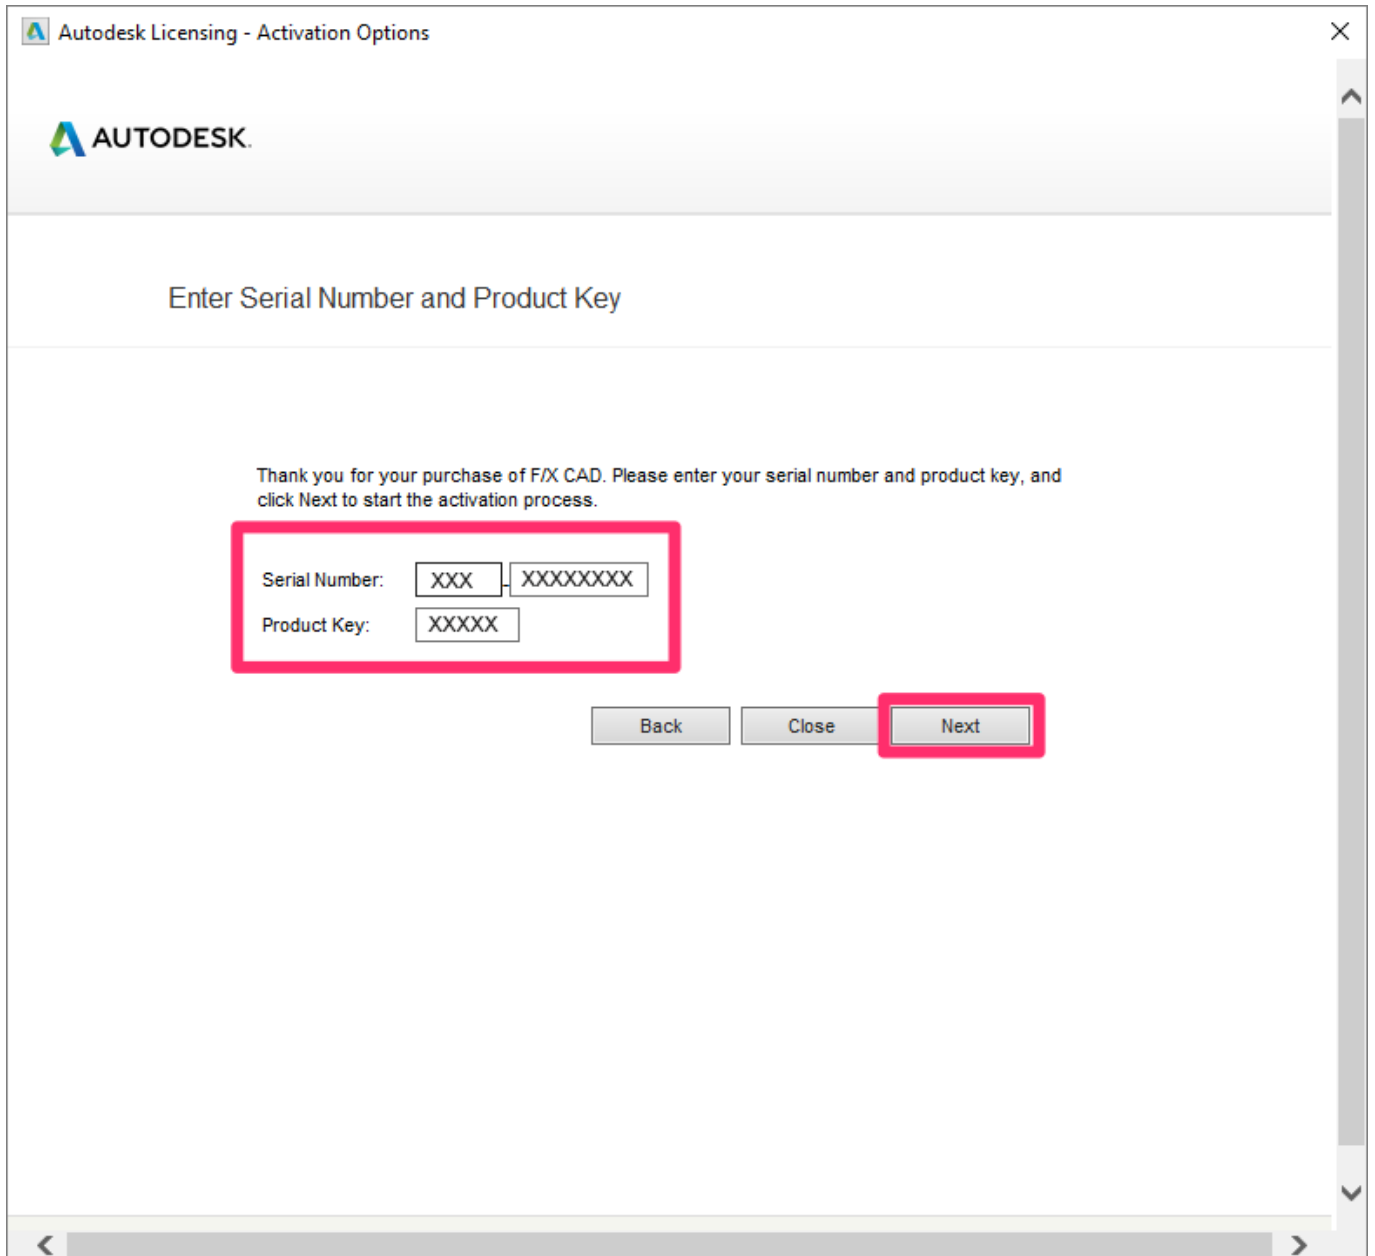 Autodesk Licensing - Activation Options
AUTODESK.
Enter Serial Number and Product Key
Thank you for your purchase of F/X CAD. Please enter your serial number and product key, and
click Next to start the activation process.
Serial Number: XXX - XXXXXXXX
Product Key: XXXXX
Back Close Next